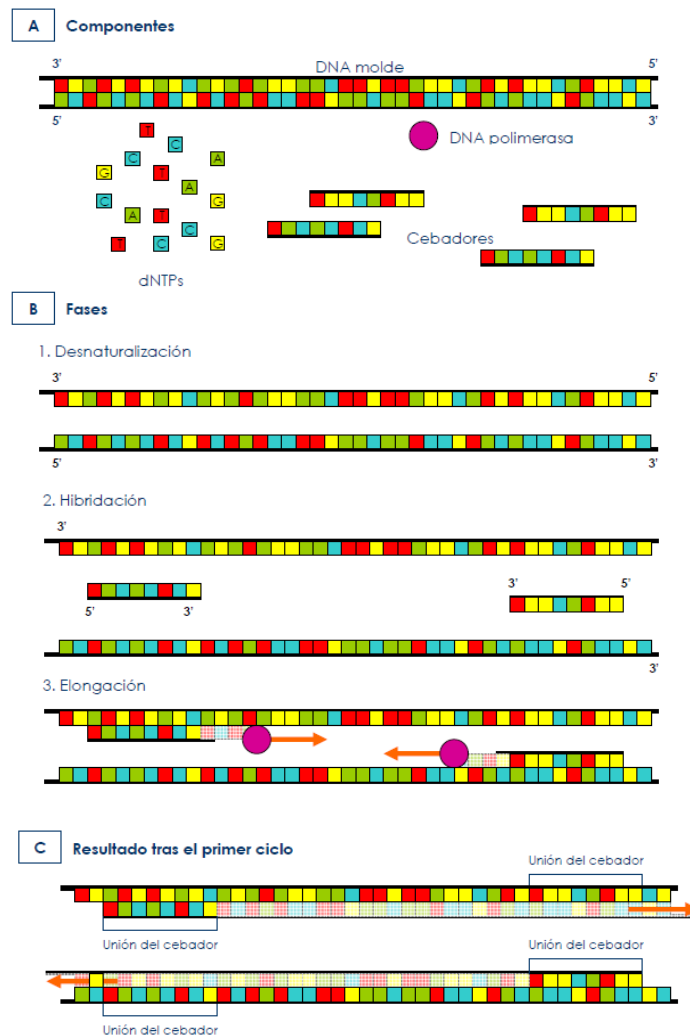 A Componentes
DNA molde
3' 5'
5' 3'
DNA polimerasa
T
C
C A
G T
A
C G
A T
C
T C G
Cebadores
dNTPs
B Fases
1. Desnaturalización
3' 5'
5' 3'
2. Hibridación
3'
3' 5'
5' 3'
3'
3. Elongación
C Resultado tras el primer ciclo
Unión del cebador
Unión del cebador
Unión del cebador
Unión del cebador